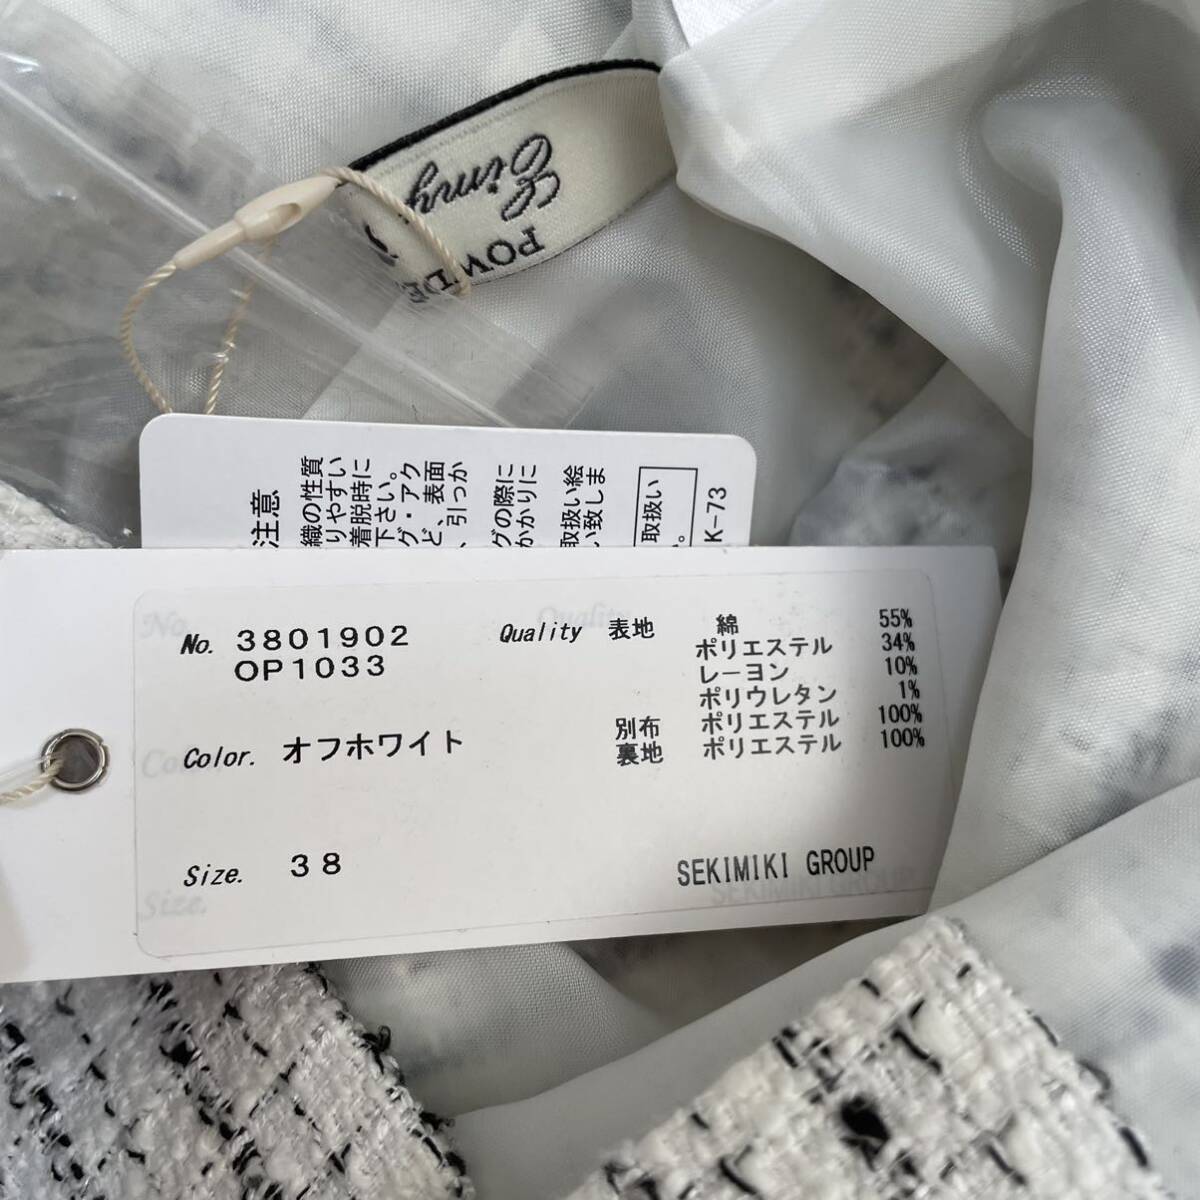 Eimy
POWDE
注意
織の性質
りやすい
着脱時に
下さい。
グ・アク
ど、表面
、引っか
グの際に
かかりに
取扱い絵
い致しま
取扱い
K-73
No. 3801902
OP1033
Color. オフホワイト
Size. 38
Quality 表地 綿 55%
ポリエステル 34%
レーヨン 10%
ポリウレタン 1%
別布 ポリエステル 100%
裏地 ポリエステル 100%
SEKIMIKI GROUP